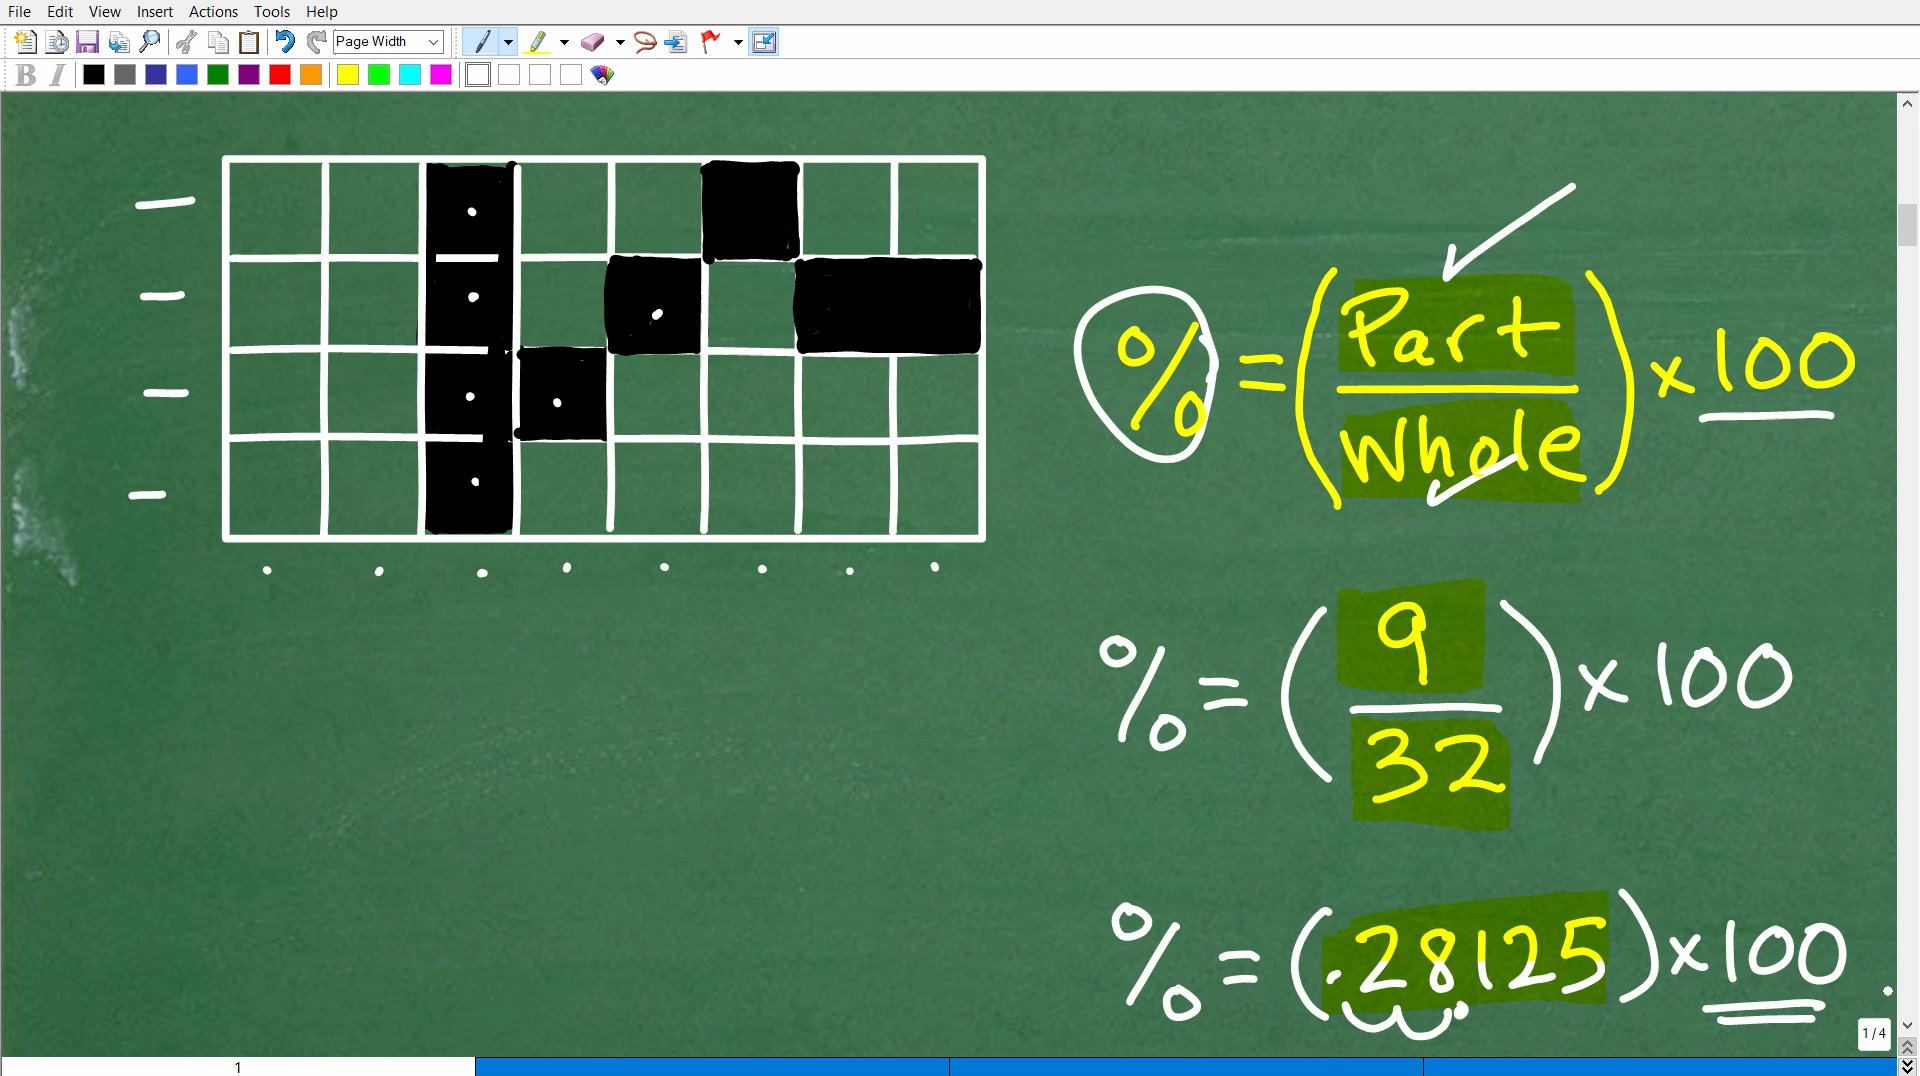 File Edit View Insert Actions Tools Help
Page Width
B I
% = (Part / Whole) × 100
% = (9 / 32) × 100
% = (.28125) × 100
1 / 4
1